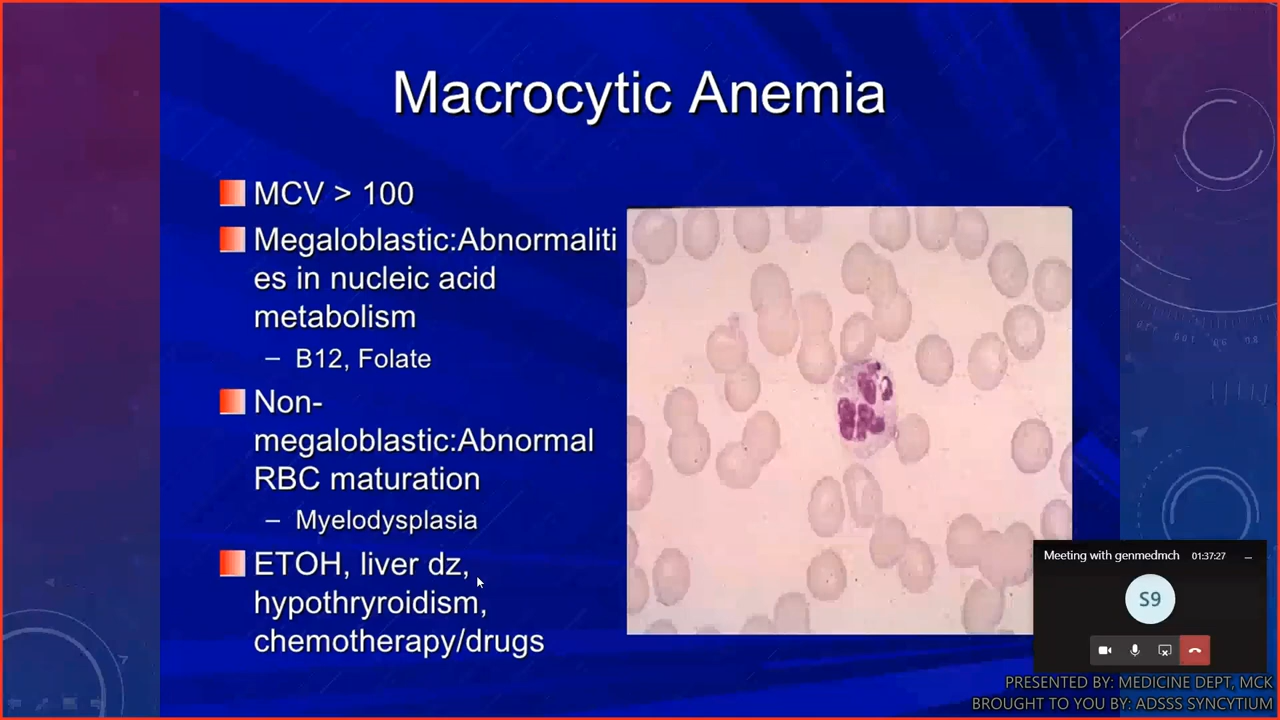 Macrocytic Anemia
MCV > 100
Megaloblastic:Abnormaliti
es in nucleic acid
metabolism
– B12, Folate
Non-
megaloblastic:Abnormal
RBC maturation
– Myelodysplasia
ETOH, liver dz,
hypothryroidism,
chemotherapy/drugs
Meeting with genmedmch 01:37:27
S9
PRESENTED BY: MEDICINE DEPT, MCK
BROUGHT TO YOU BY: ADSSS SYNCYTIUM